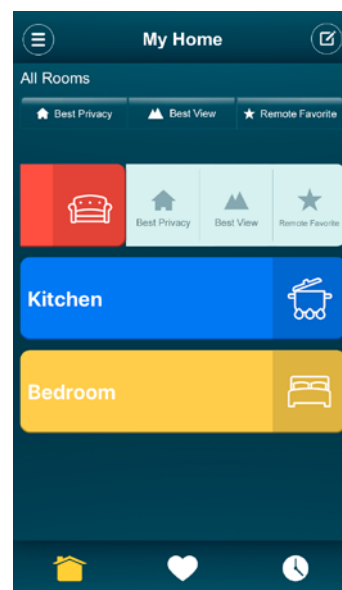 My Home
All Rooms
Best Privacy Best View Remote Favorite
Best Privacy Best View Remote Favorite
Kitchen
Bedroom